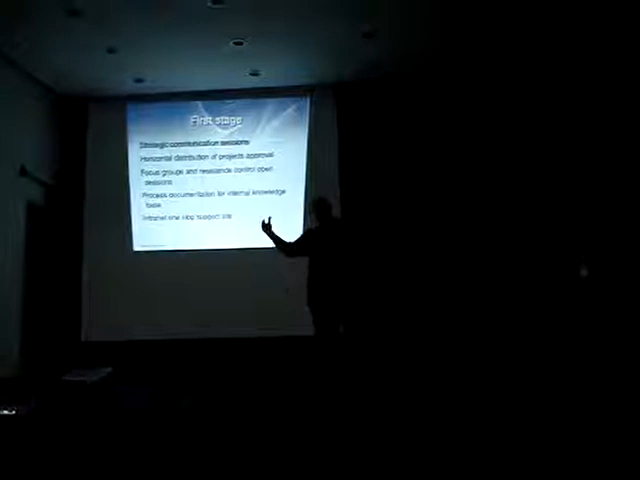 First stage
Strategic communication sessions
Horizontal distribution of projects approval
Focus groups and resistance control open
sessions
Process documentation for internal knowledge
base
Intranet one stop support site